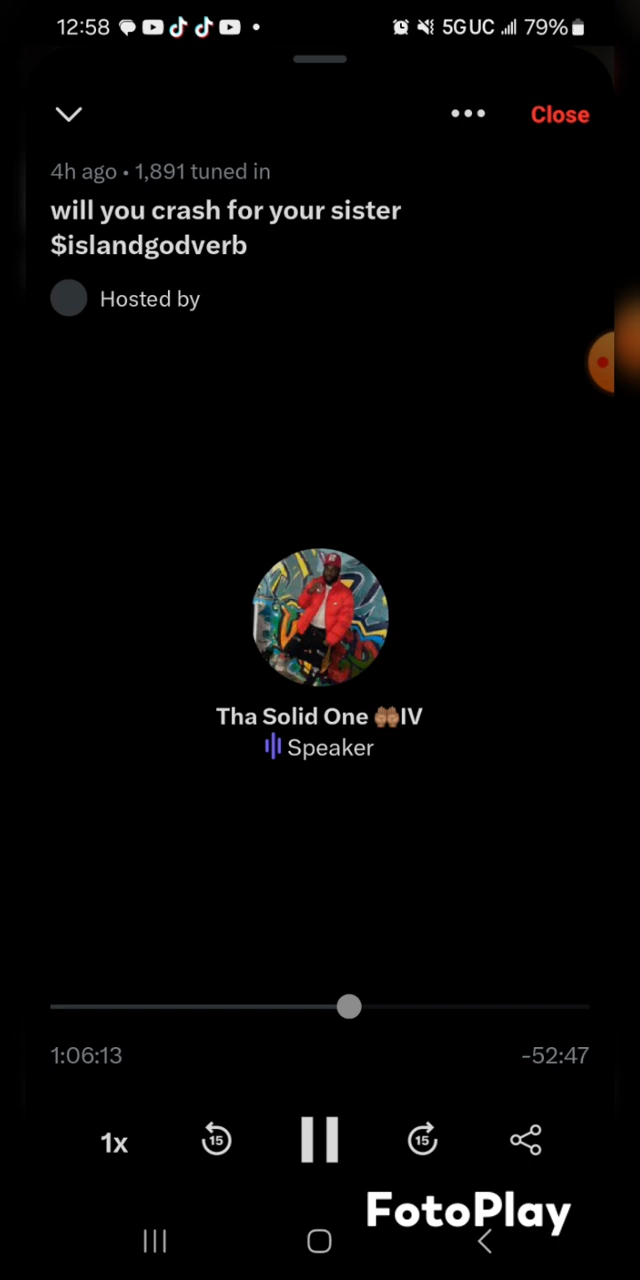 12:58 5GUC 79%
Close
4h ago • 1,891 tuned in
will you crash for your sister
$islandgodverb
Hosted by
Tha Solid One 🤲🏽IV
Speaker
1:06:13 -52:47
1x 15 15
FotoPlay